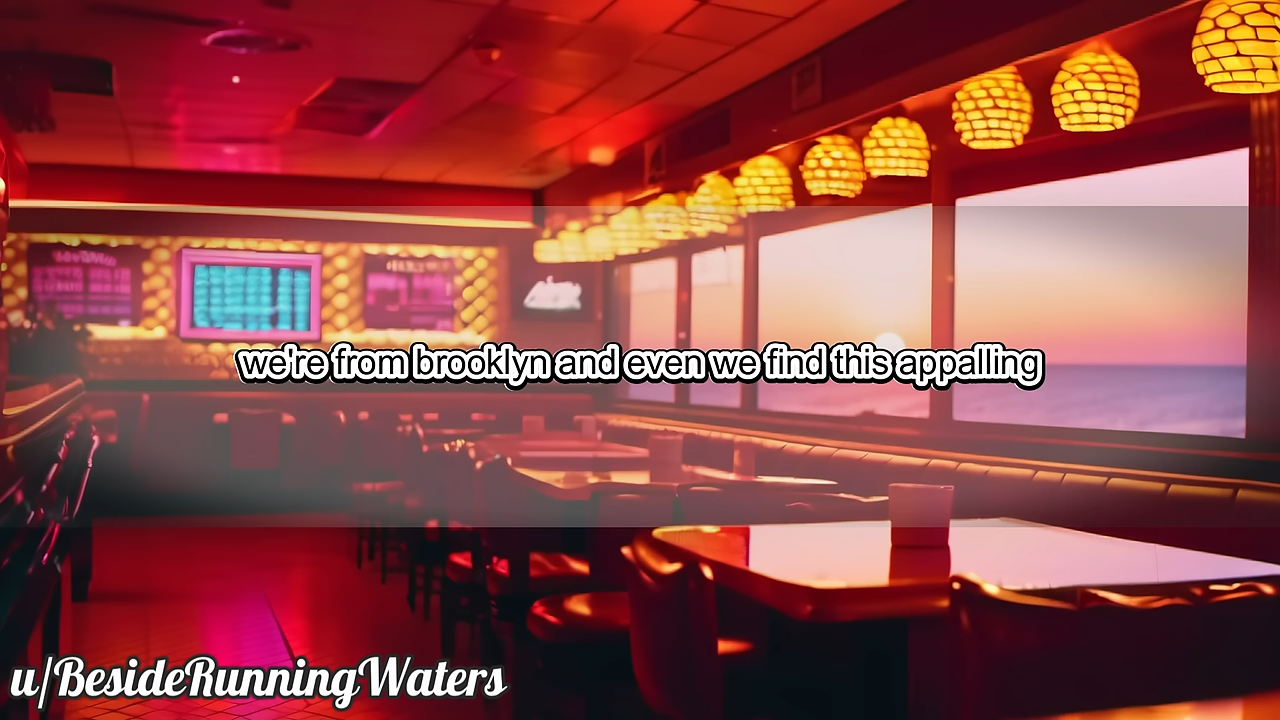 we're from brooklyn and even we find this appalling
u/BesideRunningWaters